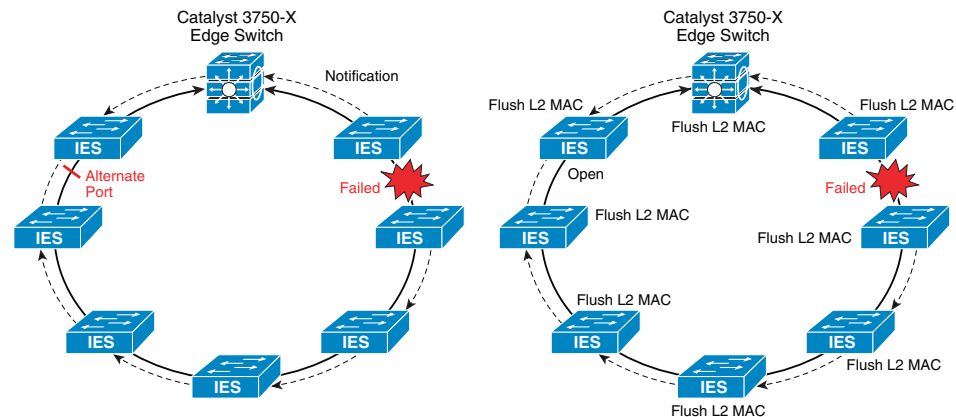 Catalyst 3750-X
Edge Switch
Notification
IES
IES
Alternate
Port
Failed
IES
IES
IES
IES
IES
Catalyst 3750-X
Edge Switch
Flush L2 MAC
Flush L2 MAC
Flush L2 MAC
IES
IES
Open
Failed
IES
Flush L2 MAC
Flush L2 MAC
IES
Flush L2 MAC
IES
IES
Flush L2 MAC
IES
Flush L2 MAC